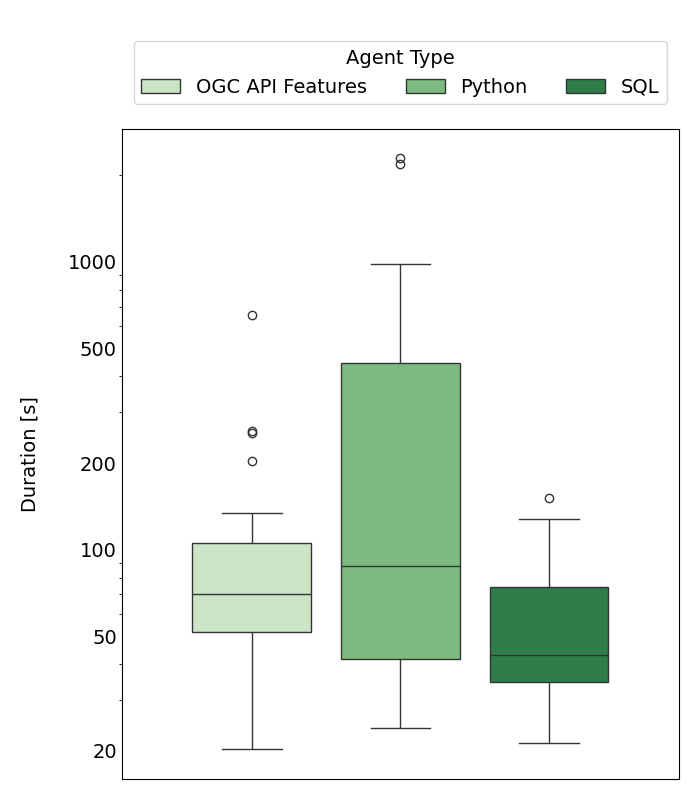 Agent Type
OGC API Features
Python
SQL
1000
500
200
100
50
20
Duration [s]